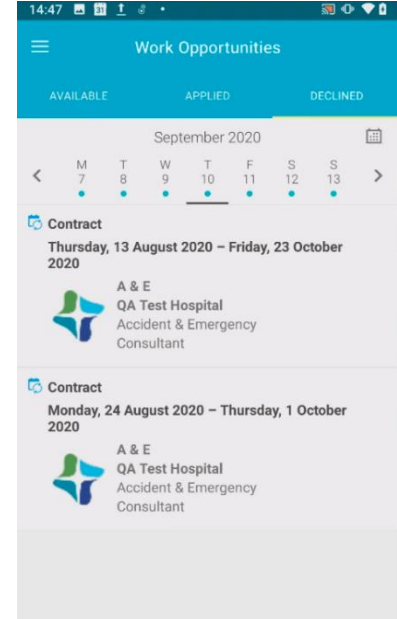 14:47
31
Work Opportunities
AVAILABLE APPLIED DECLINED
September 2020
M T W T F S S
7 8 9 10 11 12 13
Contract
Thursday, 13 August 2020 – Friday, 23 October
2020
A & E
QA Test Hospital
Accident & Emergency
Consultant
Contract
Monday, 24 August 2020 – Thursday, 1 October
2020
A & E
QA Test Hospital
Accident & Emergency
Consultant